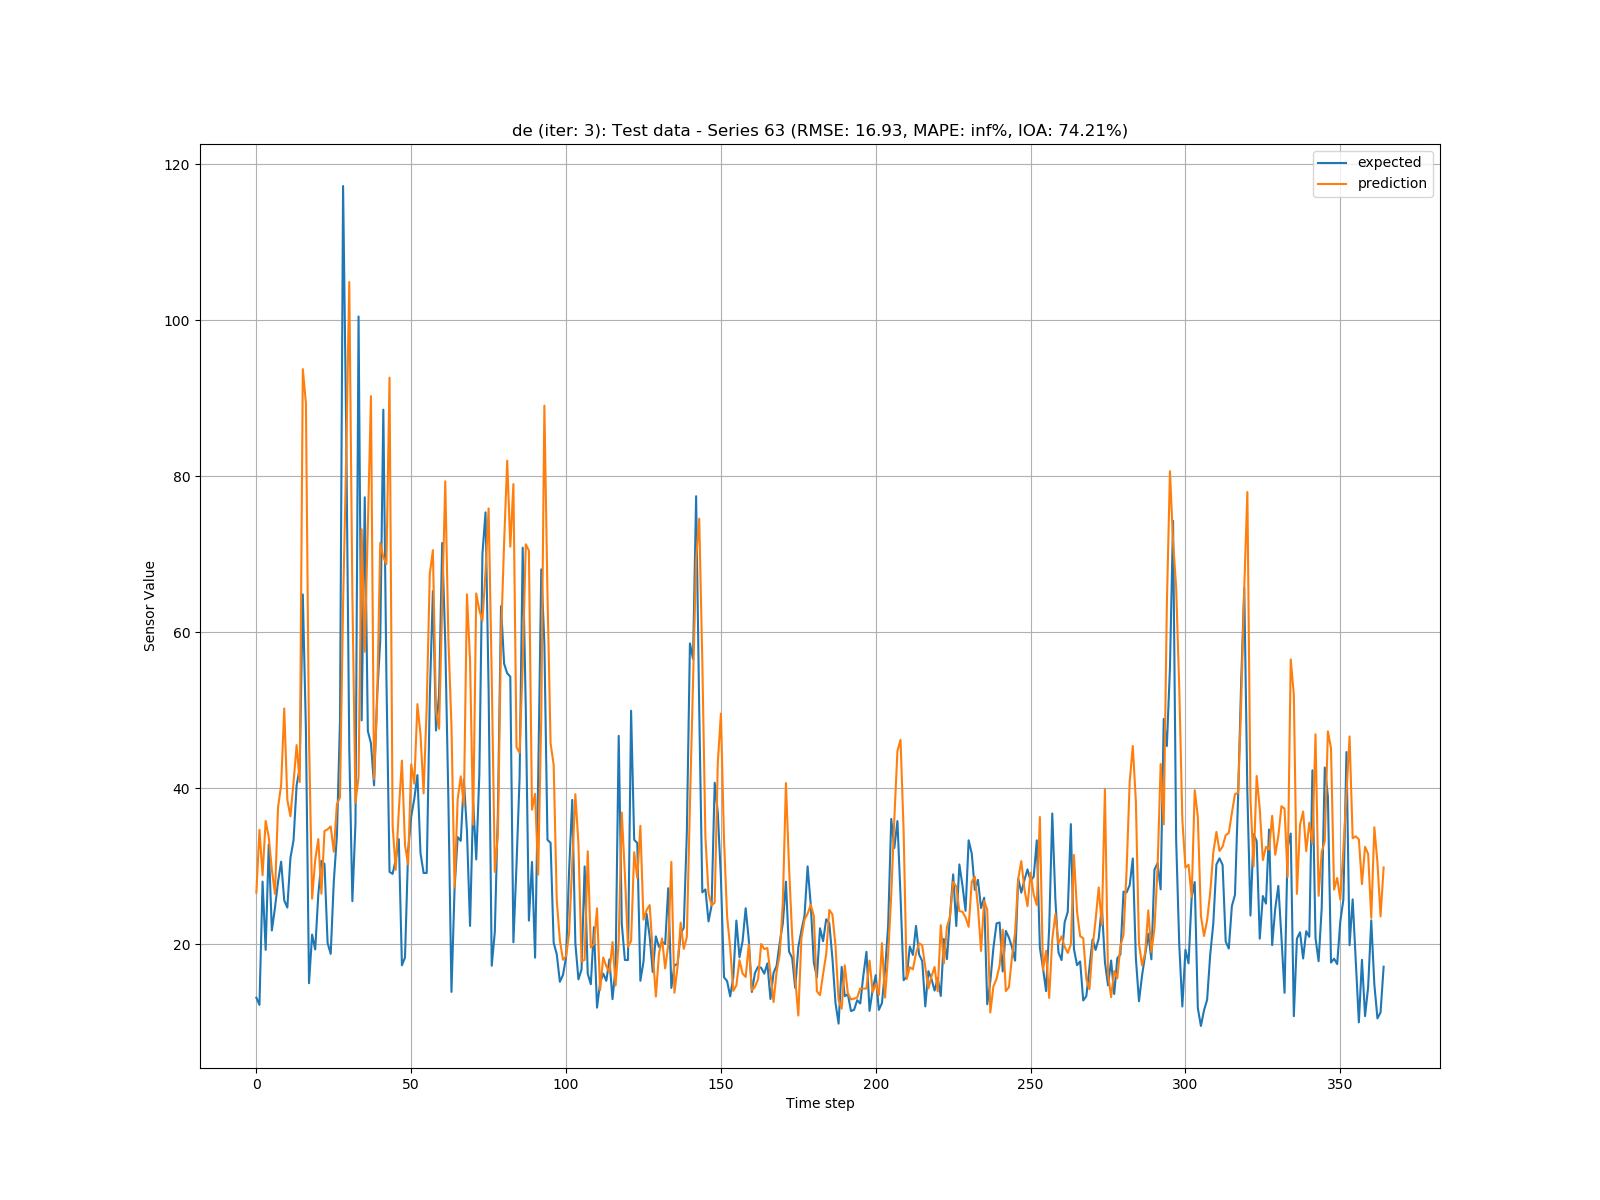 de (iter: 3): Test data - Series 63 (RMSE: 16.93, MAPE: inf%, IOA: 74.21%)
expected
prediction
120
100
80
60
40
20
Sensor Value
0 50 100 150 200 250 300 350
Time step